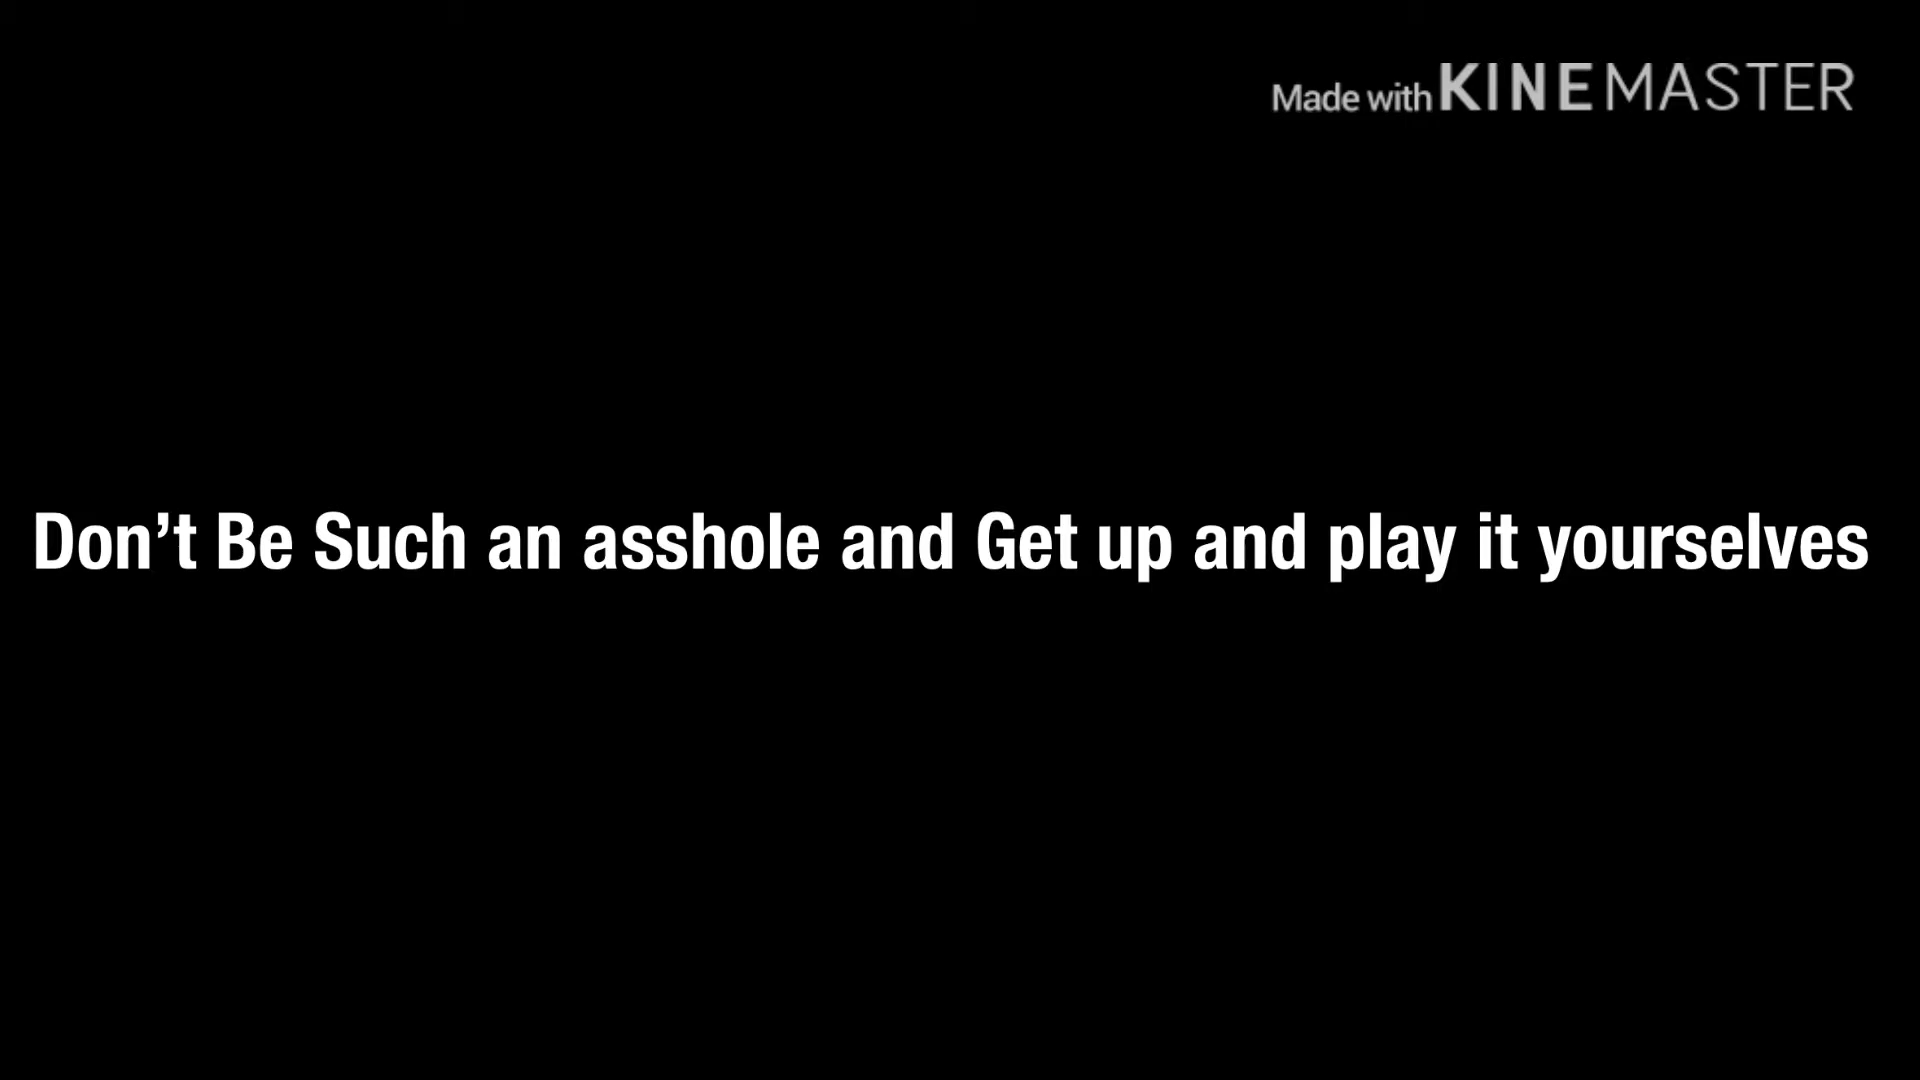 Made with KINEMASTER
Don’t Be Such an asshole and Get up and play it yourselves